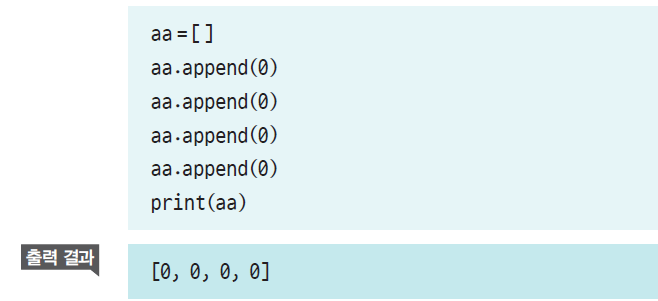 aa=[]
aa.append(0)
aa.append(0)
aa.append(0)
aa.append(0)
print(aa)
출력 결과
[0, 0, 0, 0]